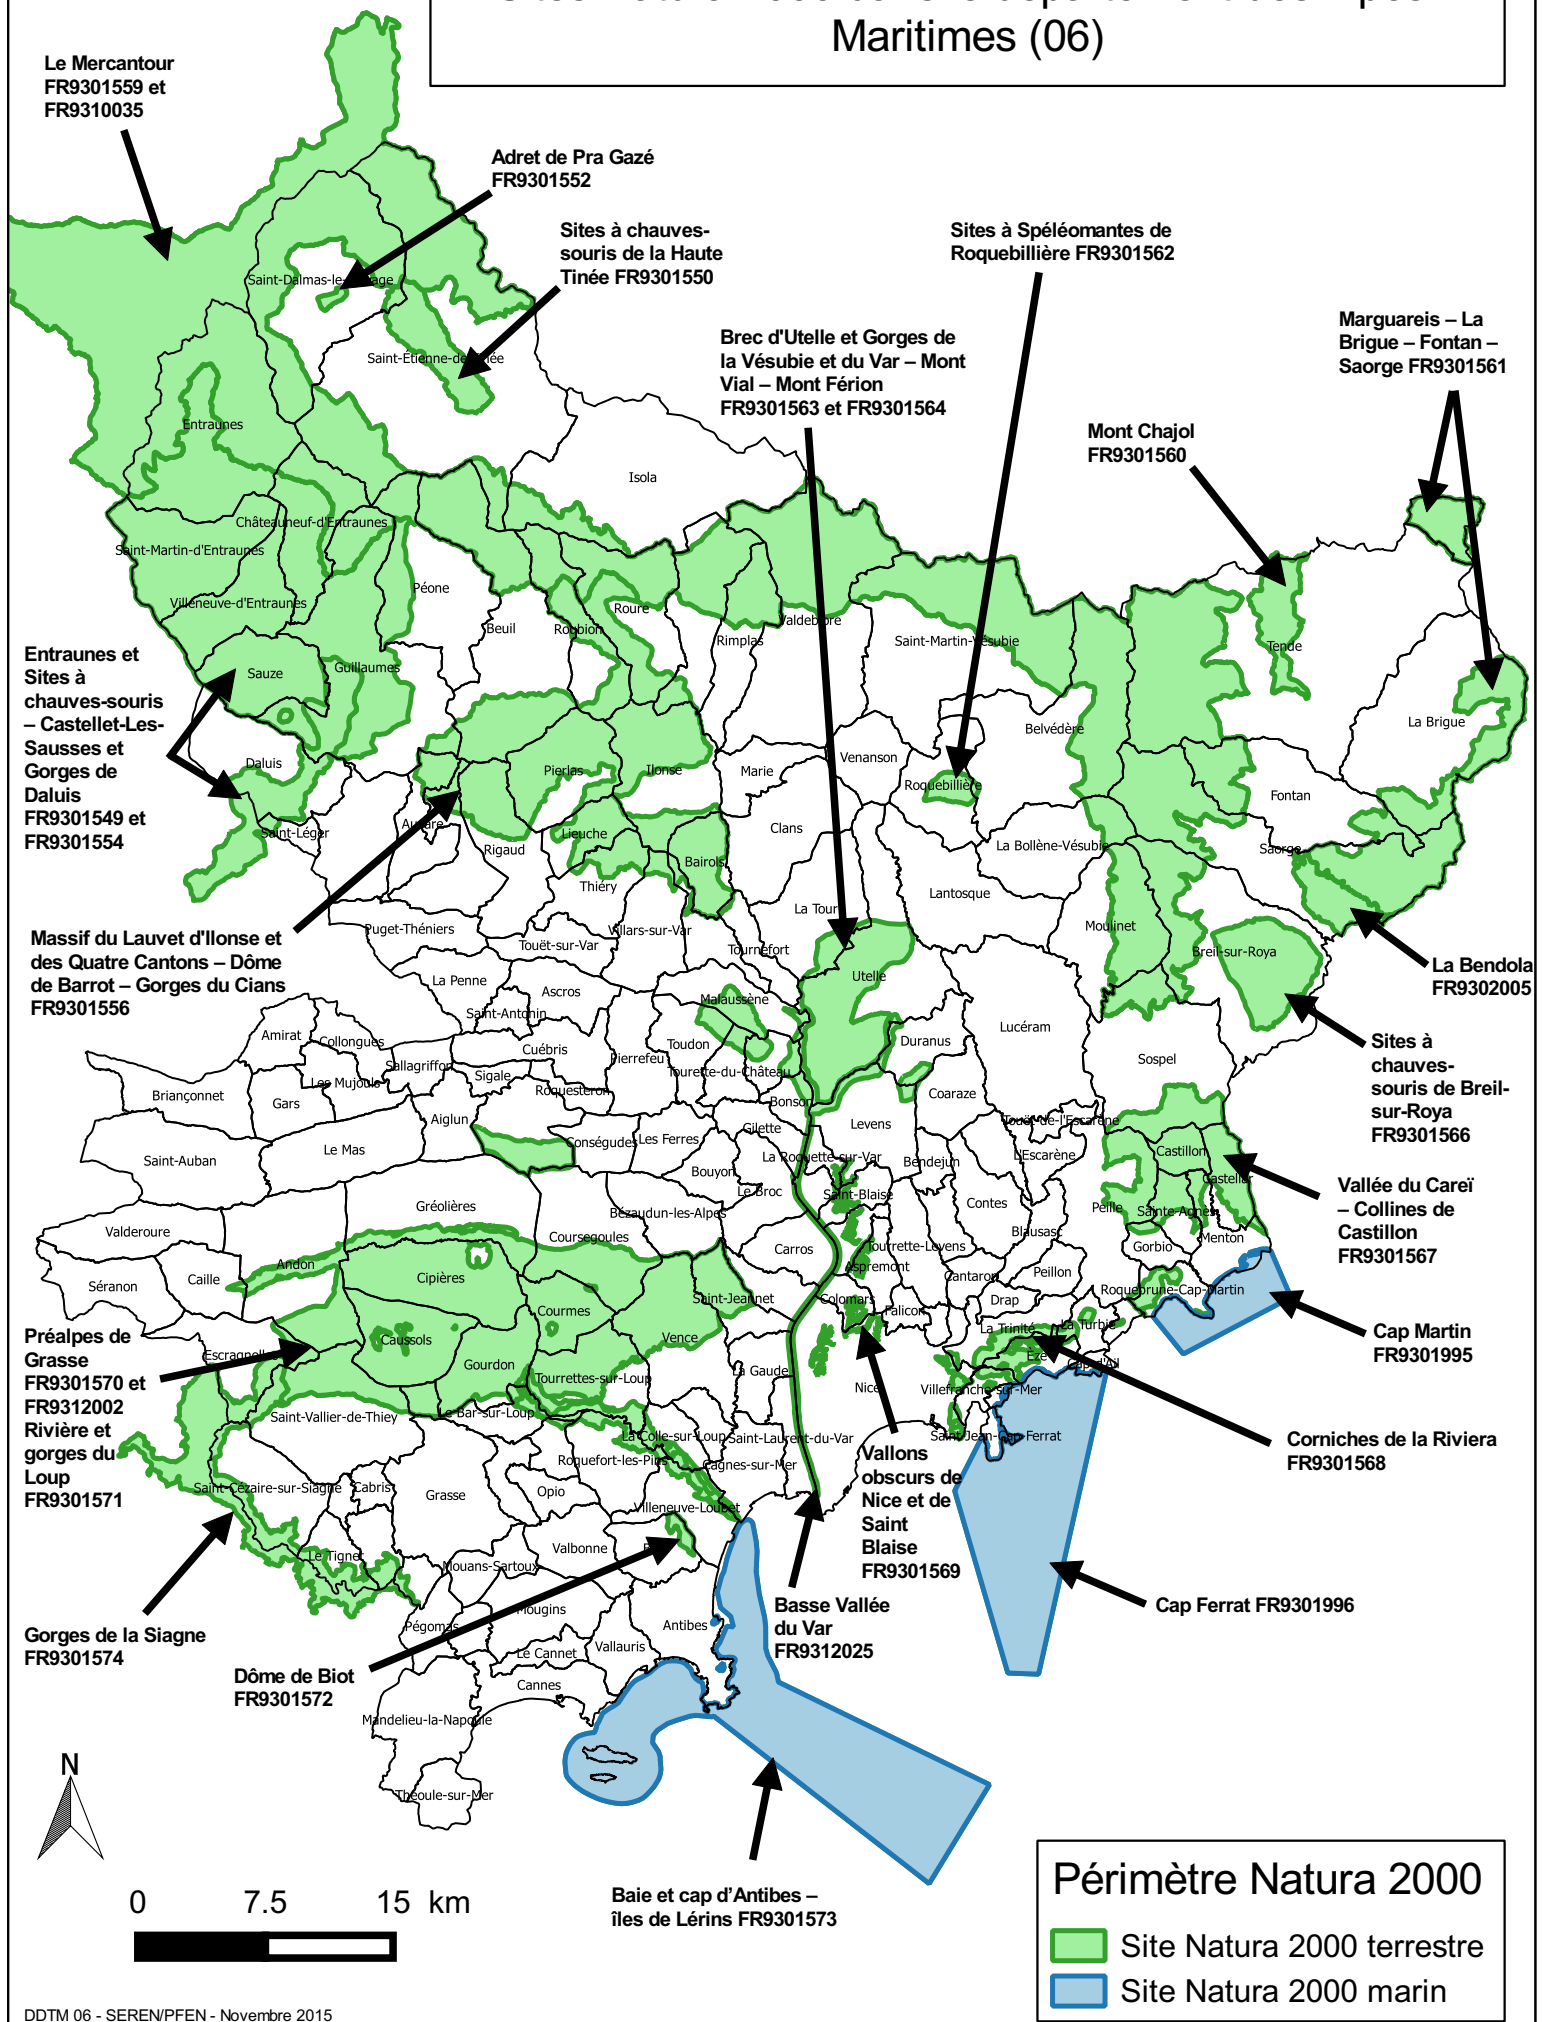 Maritimes (06)
Le Mercantour
FR9301559 et
FR9310035
Adret de Pra Gazé
FR9301552
Sites à chauves-
souris de la Haute
Tinée FR9301550
Sites à Spéléomantes de
Roquebillière FR9301562
Brec d'Utelle et Gorges de
la Vésubie et du Var – Mont
Vial – Mont Férion
FR9301563 et FR9301564
Marguareis – La
Brigue – Fontan –
Saorge FR9301561
Mont Chajol
FR9301560
Entraunes et
Sites à
chauves-souris
– Castellet-Les-
Sausses et
Gorges de
Daluis
FR9301549 et
FR9301554
Massif du Lauvet d'Ilonse et
des Quatre Cantons – Dôme
de Barrot – Gorges du Cians
FR9301556
La Bendola
FR9302005
Sites à
chauves-
souris de Breil-
sur-Roya
FR9301566
Vallée du Careï
– Collines de
Castillon
FR9301567
Cap Martin
FR9301995
Corniches de la Riviera
FR9301568
Cap Ferrat FR9301996
Préalpes de
Grasse
FR9301570 et
FR9312002
Rivière et
gorges du
Loup
FR9301571
Gorges de la Siagne
FR9301574
Dôme de Biot
FR9301572
Vallons
obscurs de
Nice et de
Saint
Blaise
FR9301569
Basse Vallée
du Var
FR9312025
Baie et cap d'Antibes –
îles de Lérins FR9301573
Entraunes
Isola
Châteauneuf-d'Entraunes
Saint-Martin-d'Entraunes
Villeneuve-d'Entraunes
Péone
Beuil
Roubion
Roure
Rimplas
Valdeblore
Saint-Martin-Vésubie
Tende
Sauze
Guillaumes
La Brigue
Belvédère
Daluis
Pierlas
Ilonse
Marie
Venanson
Roquebillière
Fontan
Saint-Léger
Rigaud
Lieuche
Bairols
Clans
La Bollène-Vésubie
Saorge
Thiéry
Lantosque
La Tour
Puget-Théniers
Touët-sur-Var
Villars-sur-Var
Tournefort
Moulinet
Breil-sur-Roya
La Penne
Ascros
Utelle
Malaussène
Saint-Antonin
Amirat
Collongues
Cuébris
Pierrefeu
Toudon
Duranus
Lucéram
Sospel
Sallagriffon
Les Mujouls
Sigale
Roquesteron
Tourette-du-Château
Briançonnet
Gars
Bonson
Coaraze
Aiglun
Gilette
Levens
Touët-de-l'Escarène
Saint-Auban
Le Mas
Conségudes
Les Ferres
La Roquette-sur-Var
Bendejun
L'Escarène
Castillon
Bouyon
Le Broc
Saint-Blaise
Castellar
Gréolières
Bézaudun-les-Alpes
Contes
Peille
Sainte-Agnès
Valderoure
Coursegoules
Carros
Tourrette-Levens
Blausasc
Gorbio
Menton
Andon
Cipières
Aspremont
Cantaron
Peillon
Séranon
Caille
Saint-Jeannet
Colomars
Falicon
Drap
Roquebrune-Cap-Martin
Courmes
Caussols
Vence
La Trinité
La Turbie
Gourdon
Èze
Cap-d'Ail
Tourrettes-sur-Loup
La Gaude
Nice
Villefranche-sur-Mer
Saint-Vallier-de-Thiey
Le Bar-sur-Loup
La Colle-sur-Loup
Saint-Laurent-du-Var
Saint-Jean-Cap-Ferrat
Roquefort-les-Pins
Cagnes-sur-Mer
Saint-Cézaire-sur-Siagne
Cabris
Grasse
Opio
Villeneuve-Loubet
Le Tignet
Valbonne
Mouans-Sartoux
Pégomas
Mougins
Antibes
Le Cannet
Vallauris
Cannes
Mandelieu-la-Napoule
Théoule-sur-Mer
N
0 7.5 15 km
Périmètre Natura 2000
Site Natura 2000 terrestre
Site Natura 2000 marin
DDTM 06 - SEREN/PFEN - Novembre 2015